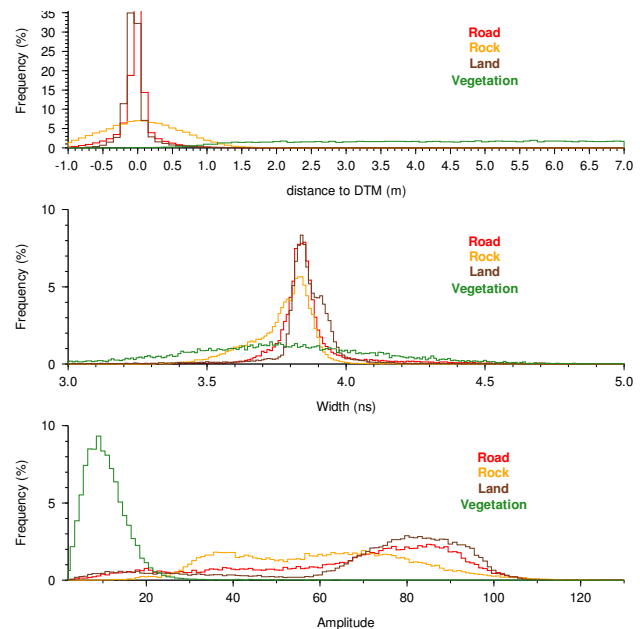 35
30
25
20
15
10
5
0
Frequency (%)
Road
Rock
Land
Vegetation
-1.0 -0.5 0.0 0.5 1.0 1.5 2.0 2.5 3.0 3.5 4.0 4.5 5.0 5.5 6.0 6.5 7.0
distance to DTM (m)
10
5
0
Frequency (%)
Road
Rock
Land
Vegetation
3.0 3.5 4.0 4.5 5.0
Width (ns)
10
5
0
Frequency (%)
Road
Rock
Land
Vegetation
20 40 60 80 100 120
Amplitude